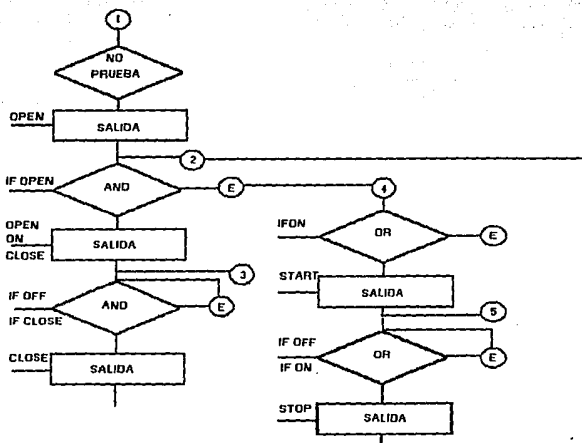 1
NO
PRUEBA
OPEN
SALIDA
2
IF OPEN
AND
E
4
OPEN
ON
CLOSE
SALIDA
IFON
OR
E
3
IF OFF
IF CLOSE
AND
E
START
SALIDA
5
CLOSE
SALIDA
IF OFF
IF ON
OR
E
STOP
SALIDA